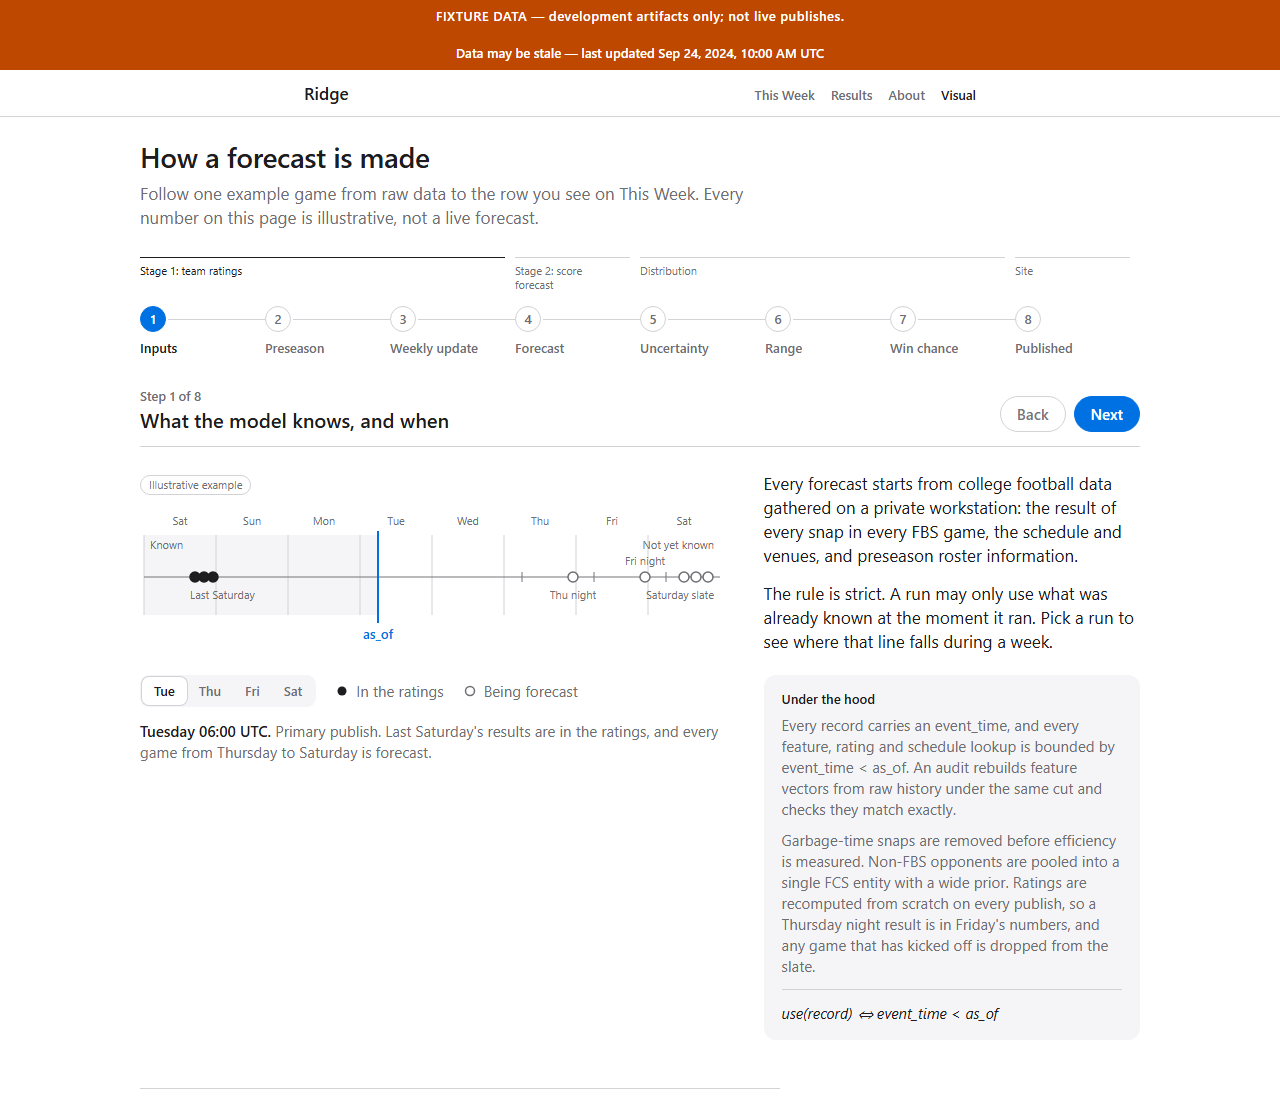 FIXTURE DATA — development artifacts only; not live publishes.
Data may be stale — last updated Sep 24, 2024, 10:00 AM UTC
Ridge
This Week Results About Visual
How a forecast is made
Follow one example game from raw data to the row you see on This Week. Every
number on this page is illustrative, not a live forecast.
Stage 1: team ratings
Stage 2: score
forecast
Distribution
Site
1 2 3 4 5 6 7 8
Inputs Preseason Weekly update Forecast Uncertainty Range Win chance Published
Step 1 of 8
What the model knows, and when
Back Next
Illustrative example
Sat Sun Mon Tue Wed Thu Fri Sat
Known
Not yet known
Fri night
Last Saturday
Thu night
Saturday slate
as_of
Tue Thu Fri Sat
In the ratings
Being forecast
Tuesday 06:00 UTC. Primary publish. Last Saturday's results are in the ratings, and every
game from Thursday to Saturday is forecast.
Every forecast starts from college football data
gathered on a private workstation: the result of
every snap in every FBS game, the schedule and
venues, and preseason roster information.
The rule is strict. A run may only use what was
already known at the moment it ran. Pick a run to
see where that line falls during a week.
Under the hood
Every record carries an event_time, and every
feature, rating and schedule lookup is bounded by
event_time < as_of. An audit rebuilds feature
vectors from raw history under the same cut and
checks they match exactly.
Garbage-time snaps are removed before efficiency
is measured. Non-FBS opponents are pooled into a
single FCS entity with a wide prior. Ratings are
recomputed from scratch on every publish, so a
Thursday night result is in Friday's numbers, and
any game that has kicked off is dropped from the
slate.
use(record) ⇔ event_time < as_of